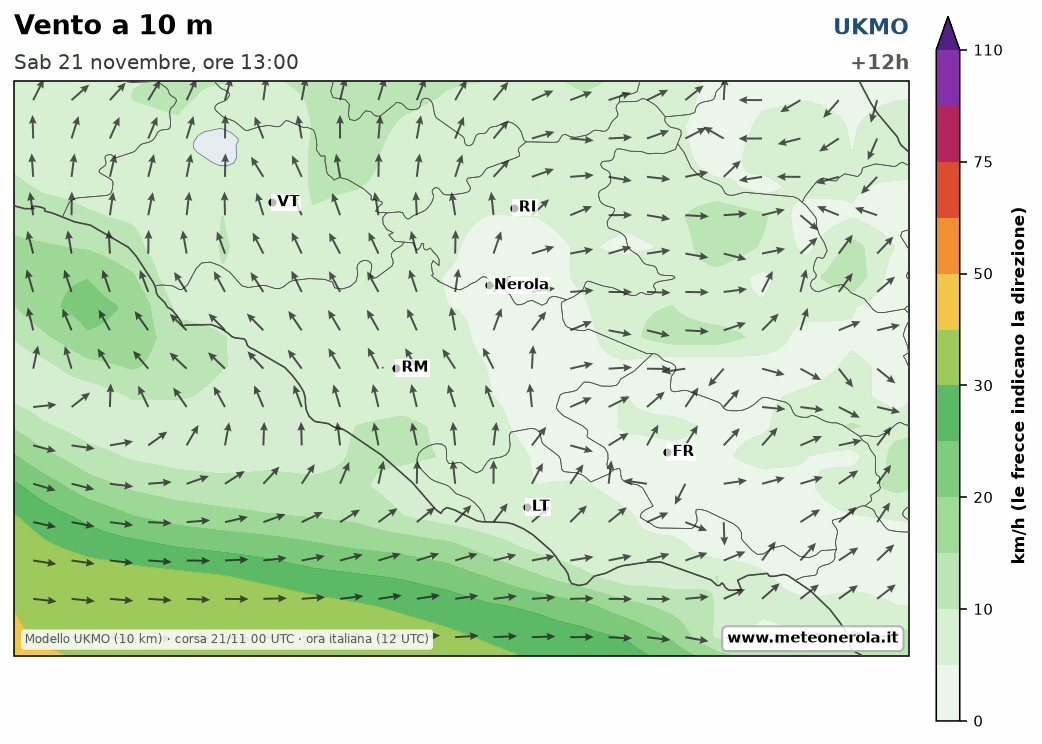 Vento a 10 m
UKMO
Sab 21 novembre, ore 13:00
+12h
VT
RI
Nerola
RM
FR
LT
Modello UKMO (10 km) · corsa 21/11 00 UTC · ora italiana (12 UTC)
www.meteonerola.it
110
75
50
30
20
10
0
km/h (le frecce indicano la direzione)